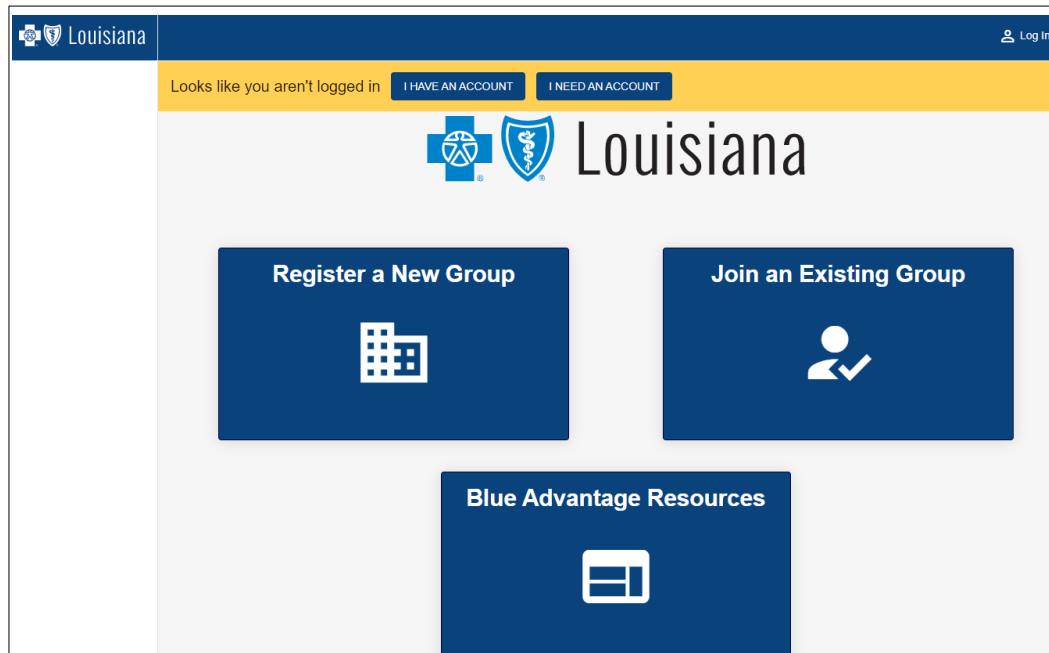 Louisiana
Log In
Looks like you aren't logged in I HAVE AN ACCOUNT I NEED AN ACCOUNT
Louisiana
Register a New Group
Join an Existing Group
Blue Advantage Resources